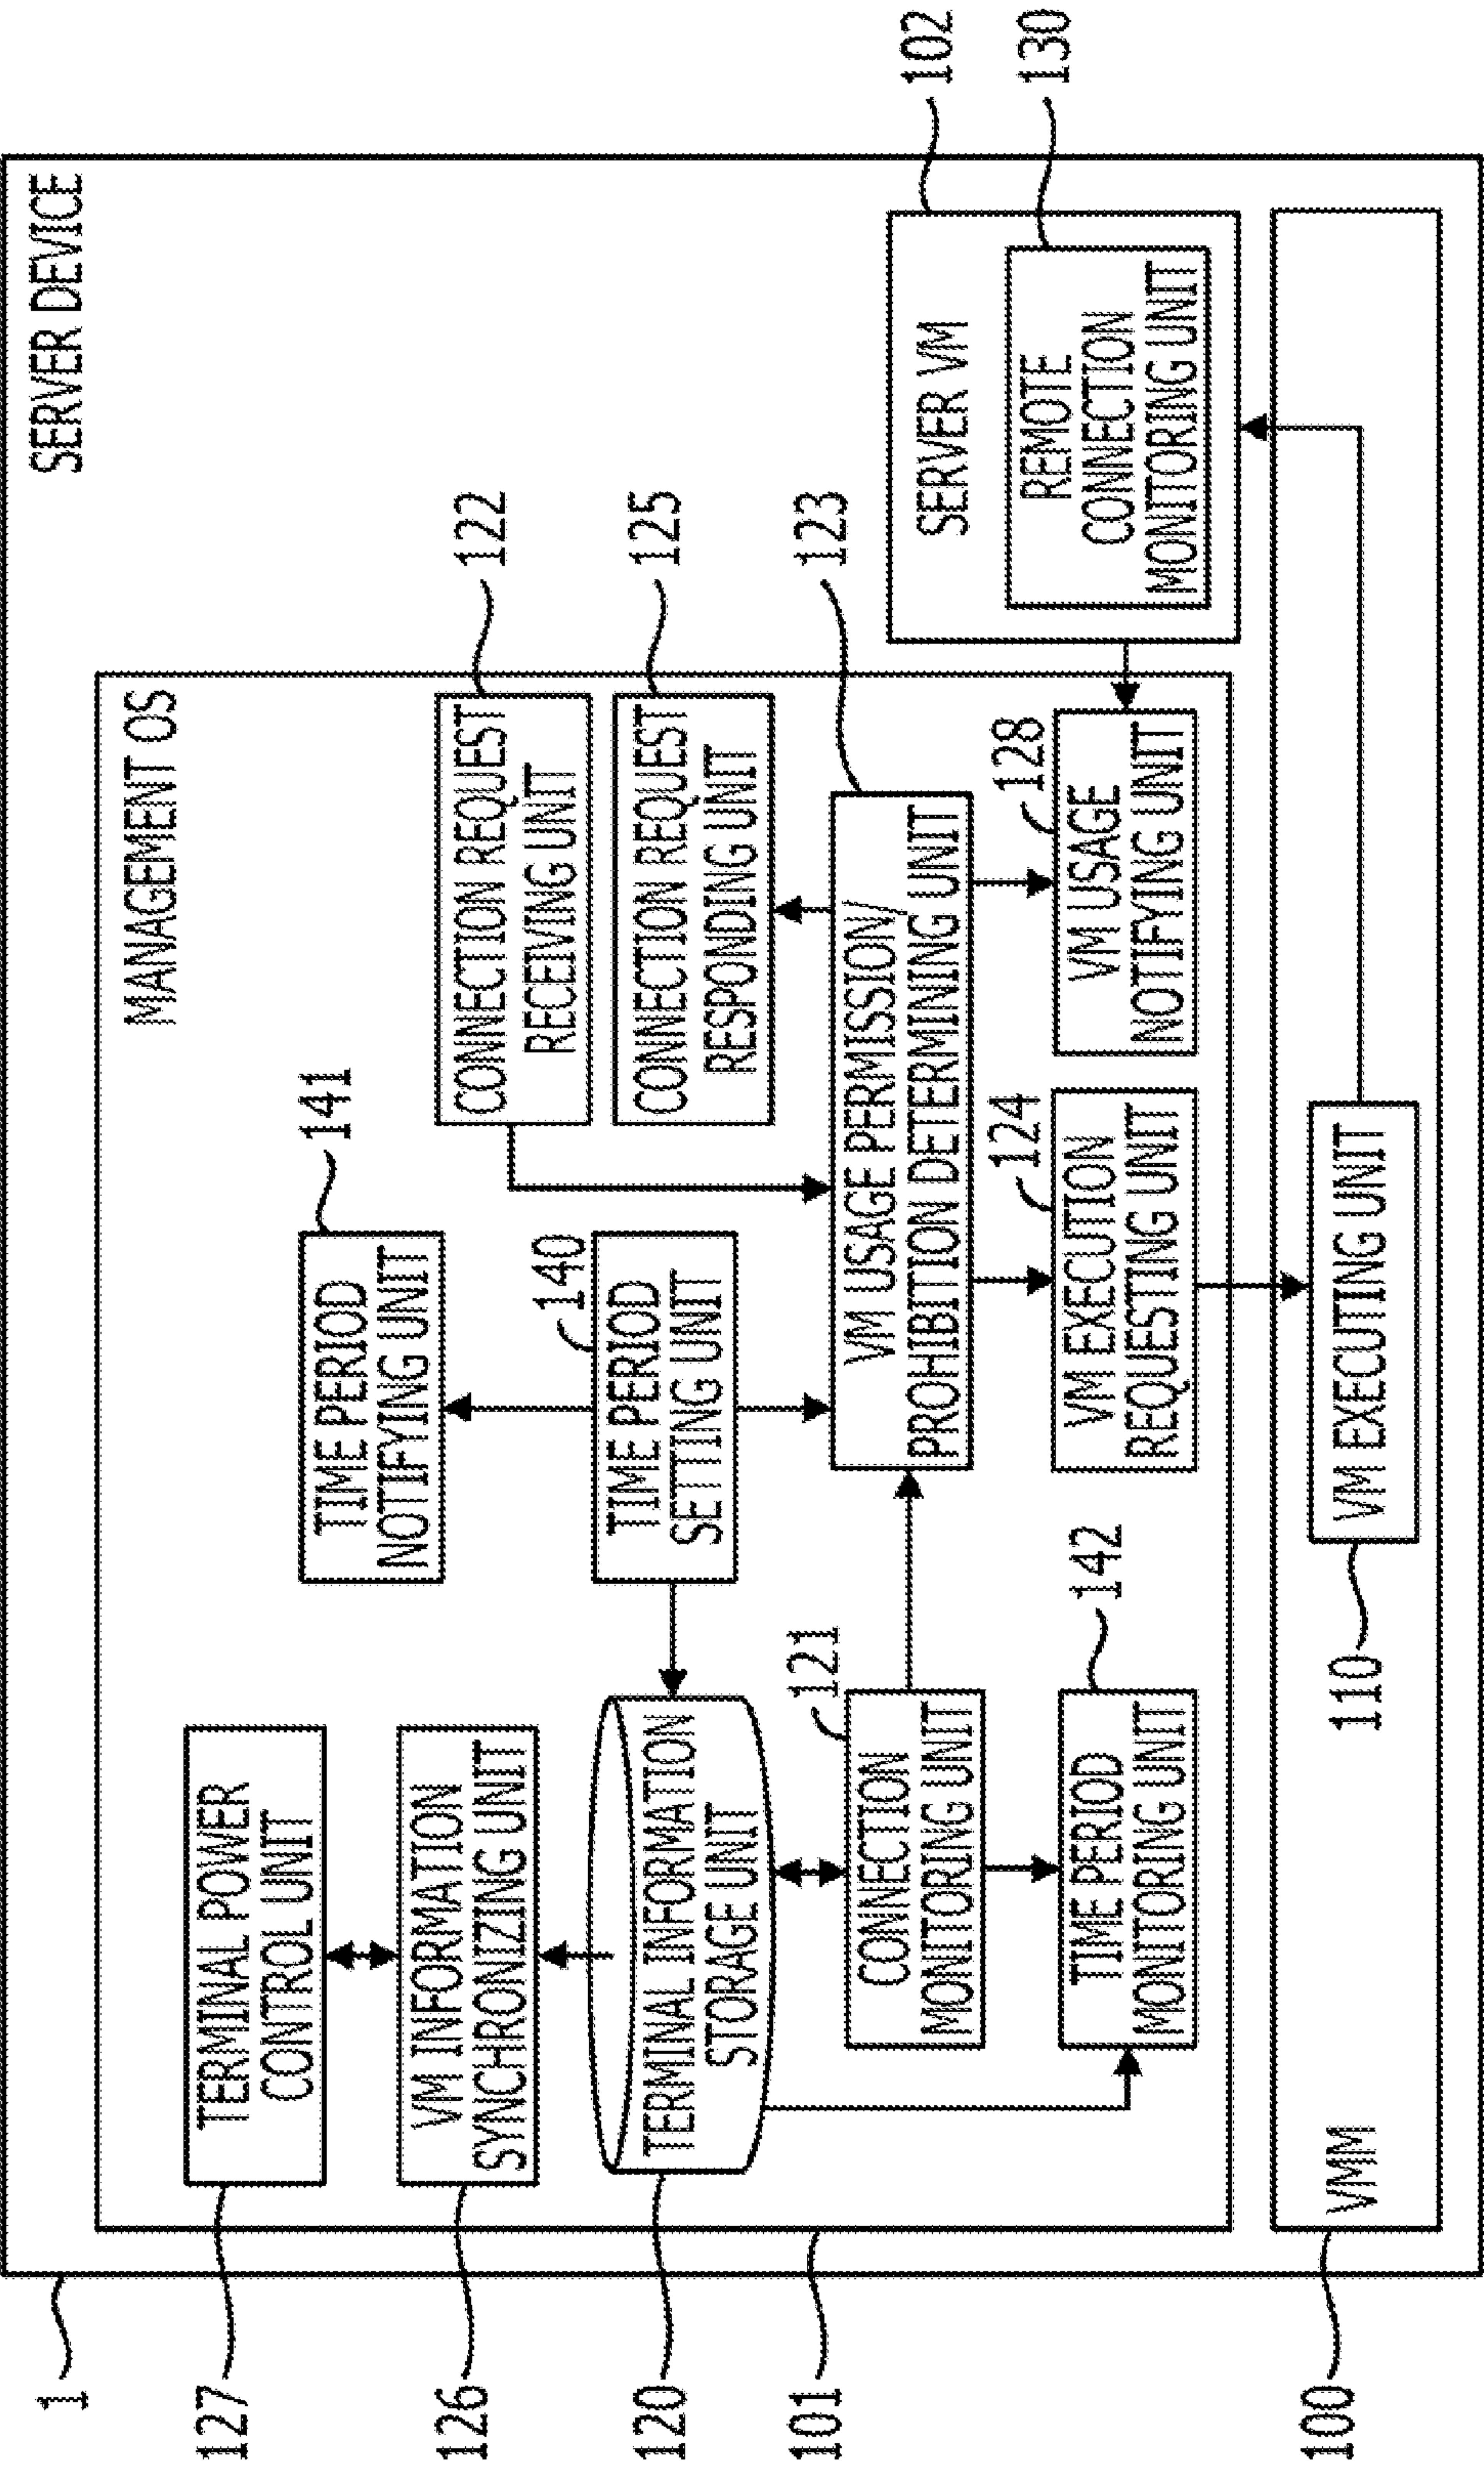 SERVER DEVICE
1
MANAGEMENT OS
127
TERMINAL POWER
CONTROL UNIT
126
VM INFORMATION
SYNCHRONIZING UNIT
120
TERMINAL INFORMATION
STORAGE UNIT
141
TIME PERIOD
NOTIFYING UNIT
140
TIME PERIOD
SETTING UNIT
122
CONNECTION REQUEST
RECEIVING UNIT
125
CONNECTION REQUEST
RESPONDING UNIT
123
VM USAGE PERMISSION/
PROHIBITION DETERMINING UNIT
121
CONNECTION
MONITORING UNIT
142
TIME PERIOD
MONITORING UNIT
124
VM EXECUTION
REQUESTING UNIT
128
VM USAGE
NOTIFYING UNIT
101
102
SERVER VM
130
REMOTE
CONNECTION
MONITORING UNIT
100
VMM
110
VM EXECUTING UNIT